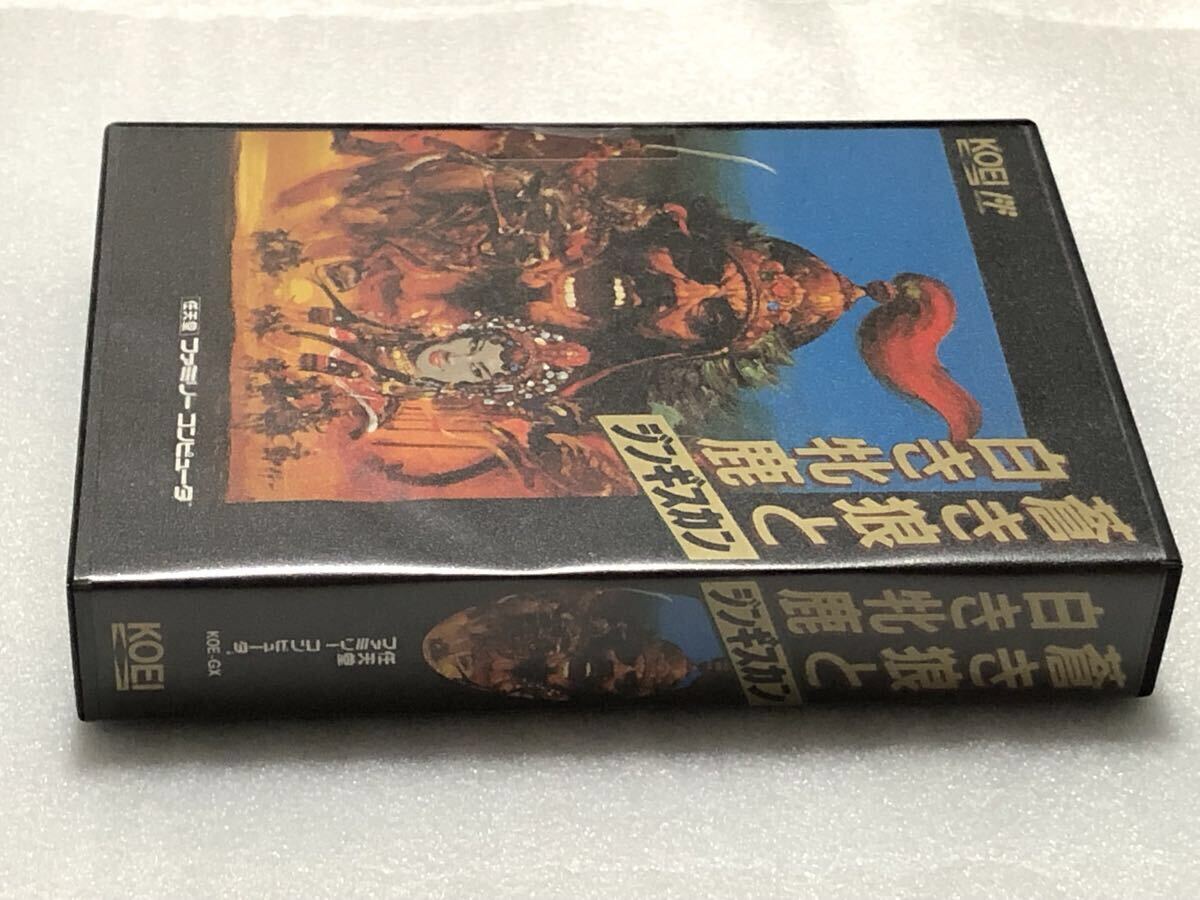 KOEI 作
蒼き狼と
白き牝鹿
ジンギスカン
任天堂 ファミリーコンピュータ
蒼き狼と
白き牝鹿
ジンギスカン
任天堂
ファミリーコンピュータ
KOE-GX
KOEI